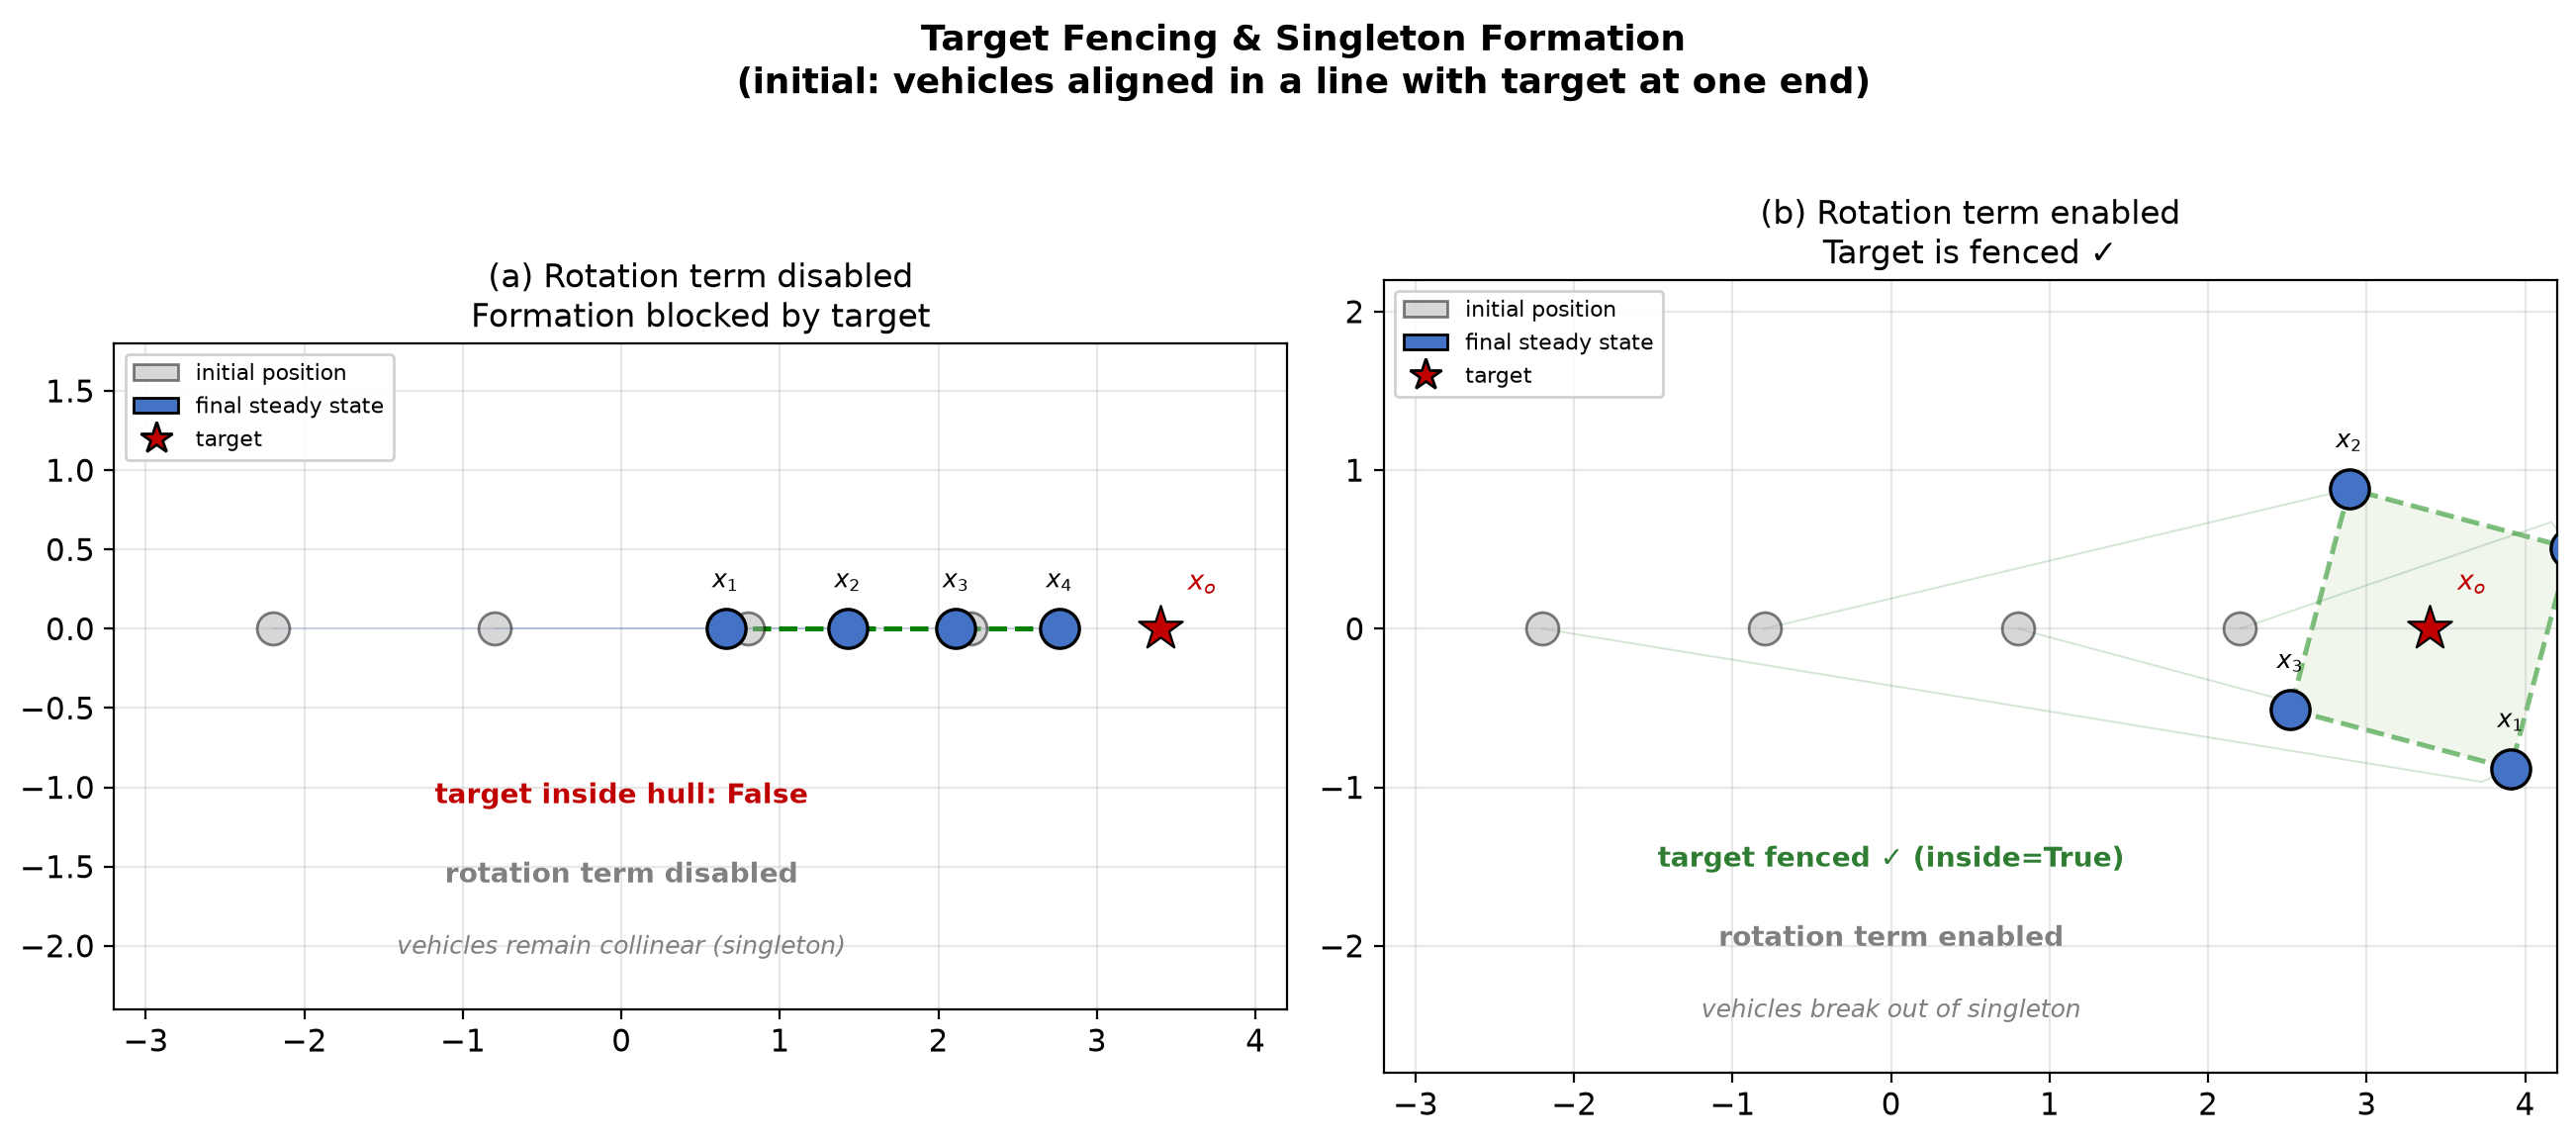 Target Fencing & Singleton Formation
(initial: vehicles aligned in a line with target at one end)
(a) Rotation term disabled
Formation blocked by target
initial position
final steady state
target
1.5
1.0
0.5
0.0
−0.5
−1.0
−1.5
−2.0
x₁
x₂
x₃
x₄
xₒ
target inside hull: False
rotation term disabled
vehicles remain collinear (singleton)
−3
−2
−1
0
1
2
3
4
(b) Rotation term enabled
Target is fenced ✓
initial position
final steady state
target
2
1
0
−1
−2
x₂
xₒ
x₃
x₁
target fenced ✓ (inside=True)
rotation term enabled
vehicles break out of singleton
−3
−2
−1
0
1
2
3
4